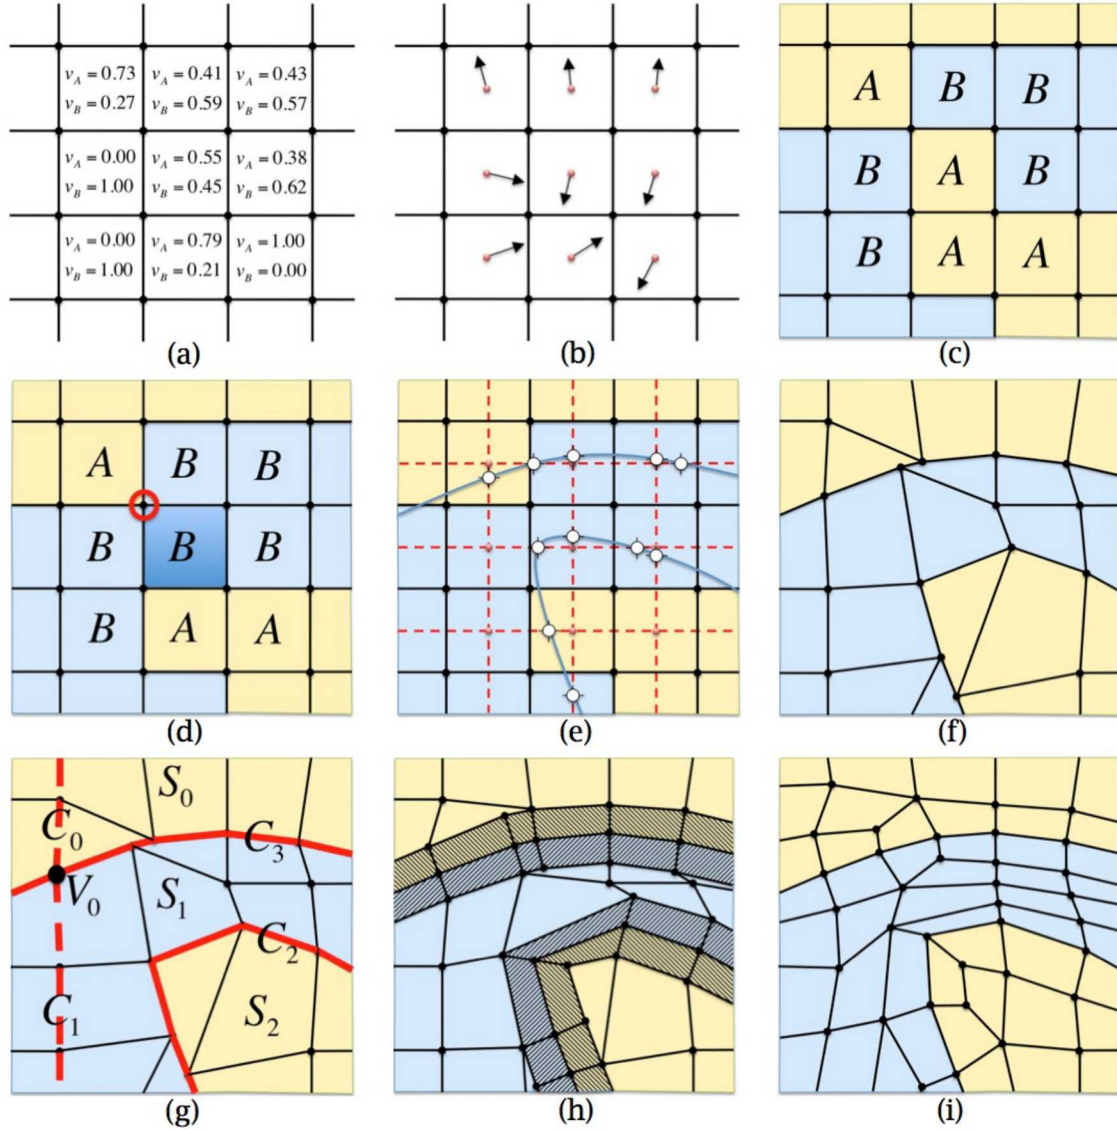 v_A = 0.73 v_A = 0.41 v_A = 0.43
v_B = 0.27 v_B = 0.59 v_B = 0.57
v_A = 0.00 v_A = 0.55 v_A = 0.38
v_B = 1.00 v_B = 0.45 v_B = 0.62
v_A = 0.00 v_A = 0.79 v_A = 1.00
v_B = 1.00 v_B = 0.21 v_B = 0.00
(a)
(b)
A B B
B A B
B A A
(c)
A B B
B B B
B A A
(d)
(e)
(f)
S_0
C_0
C_3
V_0
S_1
C_2
C_1
S_2
(g)
(h)
(i)